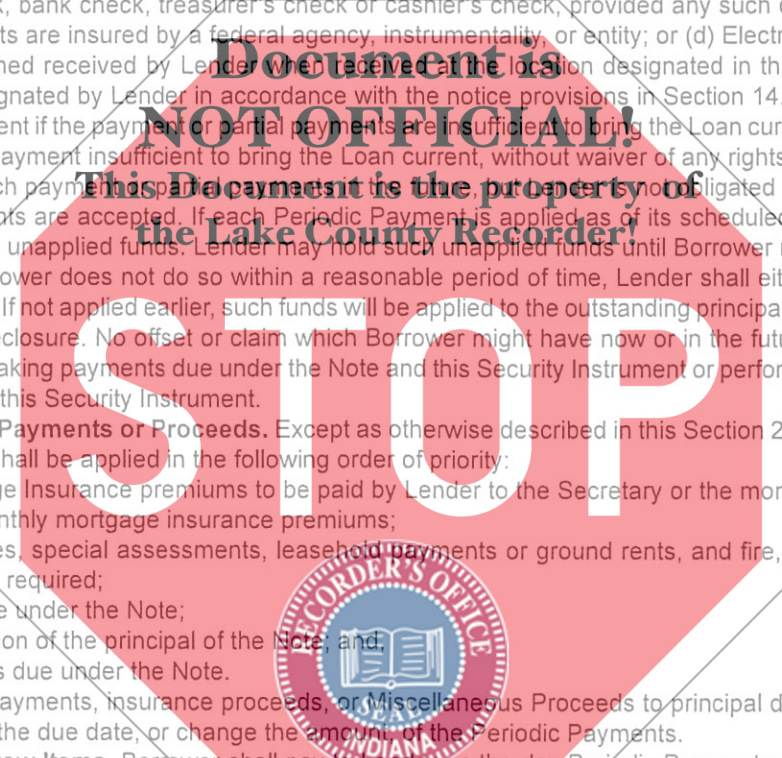 k, bank check, treasurer's check or cashier's check, provided any such
ts are insured by a federal agency, instrumentality, or entity; or (d) Electr
Document is
ned received by Lender when received at the location designated in th
gnated by Lender in accordance with the notice provisions in Section 14.
NOT OFFICIAL!
ent if the payment or partial payments are insufficient to bring the Loan cur
ayment insufficient to bring the Loan current, without waiver of any rights
This Document is the property of
ch payment or partial payments in the future, but Lender is not obligated
nts are accepted. If each Periodic Payment is applied as of its scheduled
the Lake County Recorder!
unapplied funds. Lender may hold such unapplied funds until Borrower
ower does not do so within a reasonable period of time, Lender shall eit
If not applied earlier, such funds will be applied to the outstanding principa
eclosure. No offset or claim which Borrower might have now or in the futu
STOP
aking payments due under the Note and this Security Instrument or perfor
this Security Instrument.
Payments or Proceeds. Except as otherwise described in this Section 2
hall be applied in the following order of priority:
ge Insurance premiums to be paid by Lender to the Secretary or the mor
nthly mortgage insurance premiums;
es, special assessments, leasehold payments or ground rents, and fire,
required;
e under the Note;
ion of the principal of the Note; and,
s due under the Note.
RECORDER'S OFFICE
SEAL
INDIANA
ayments, insurance proceeds, or Miscellaneous Proceeds to principal d
the due date, or change the amount, of the Periodic Payments.